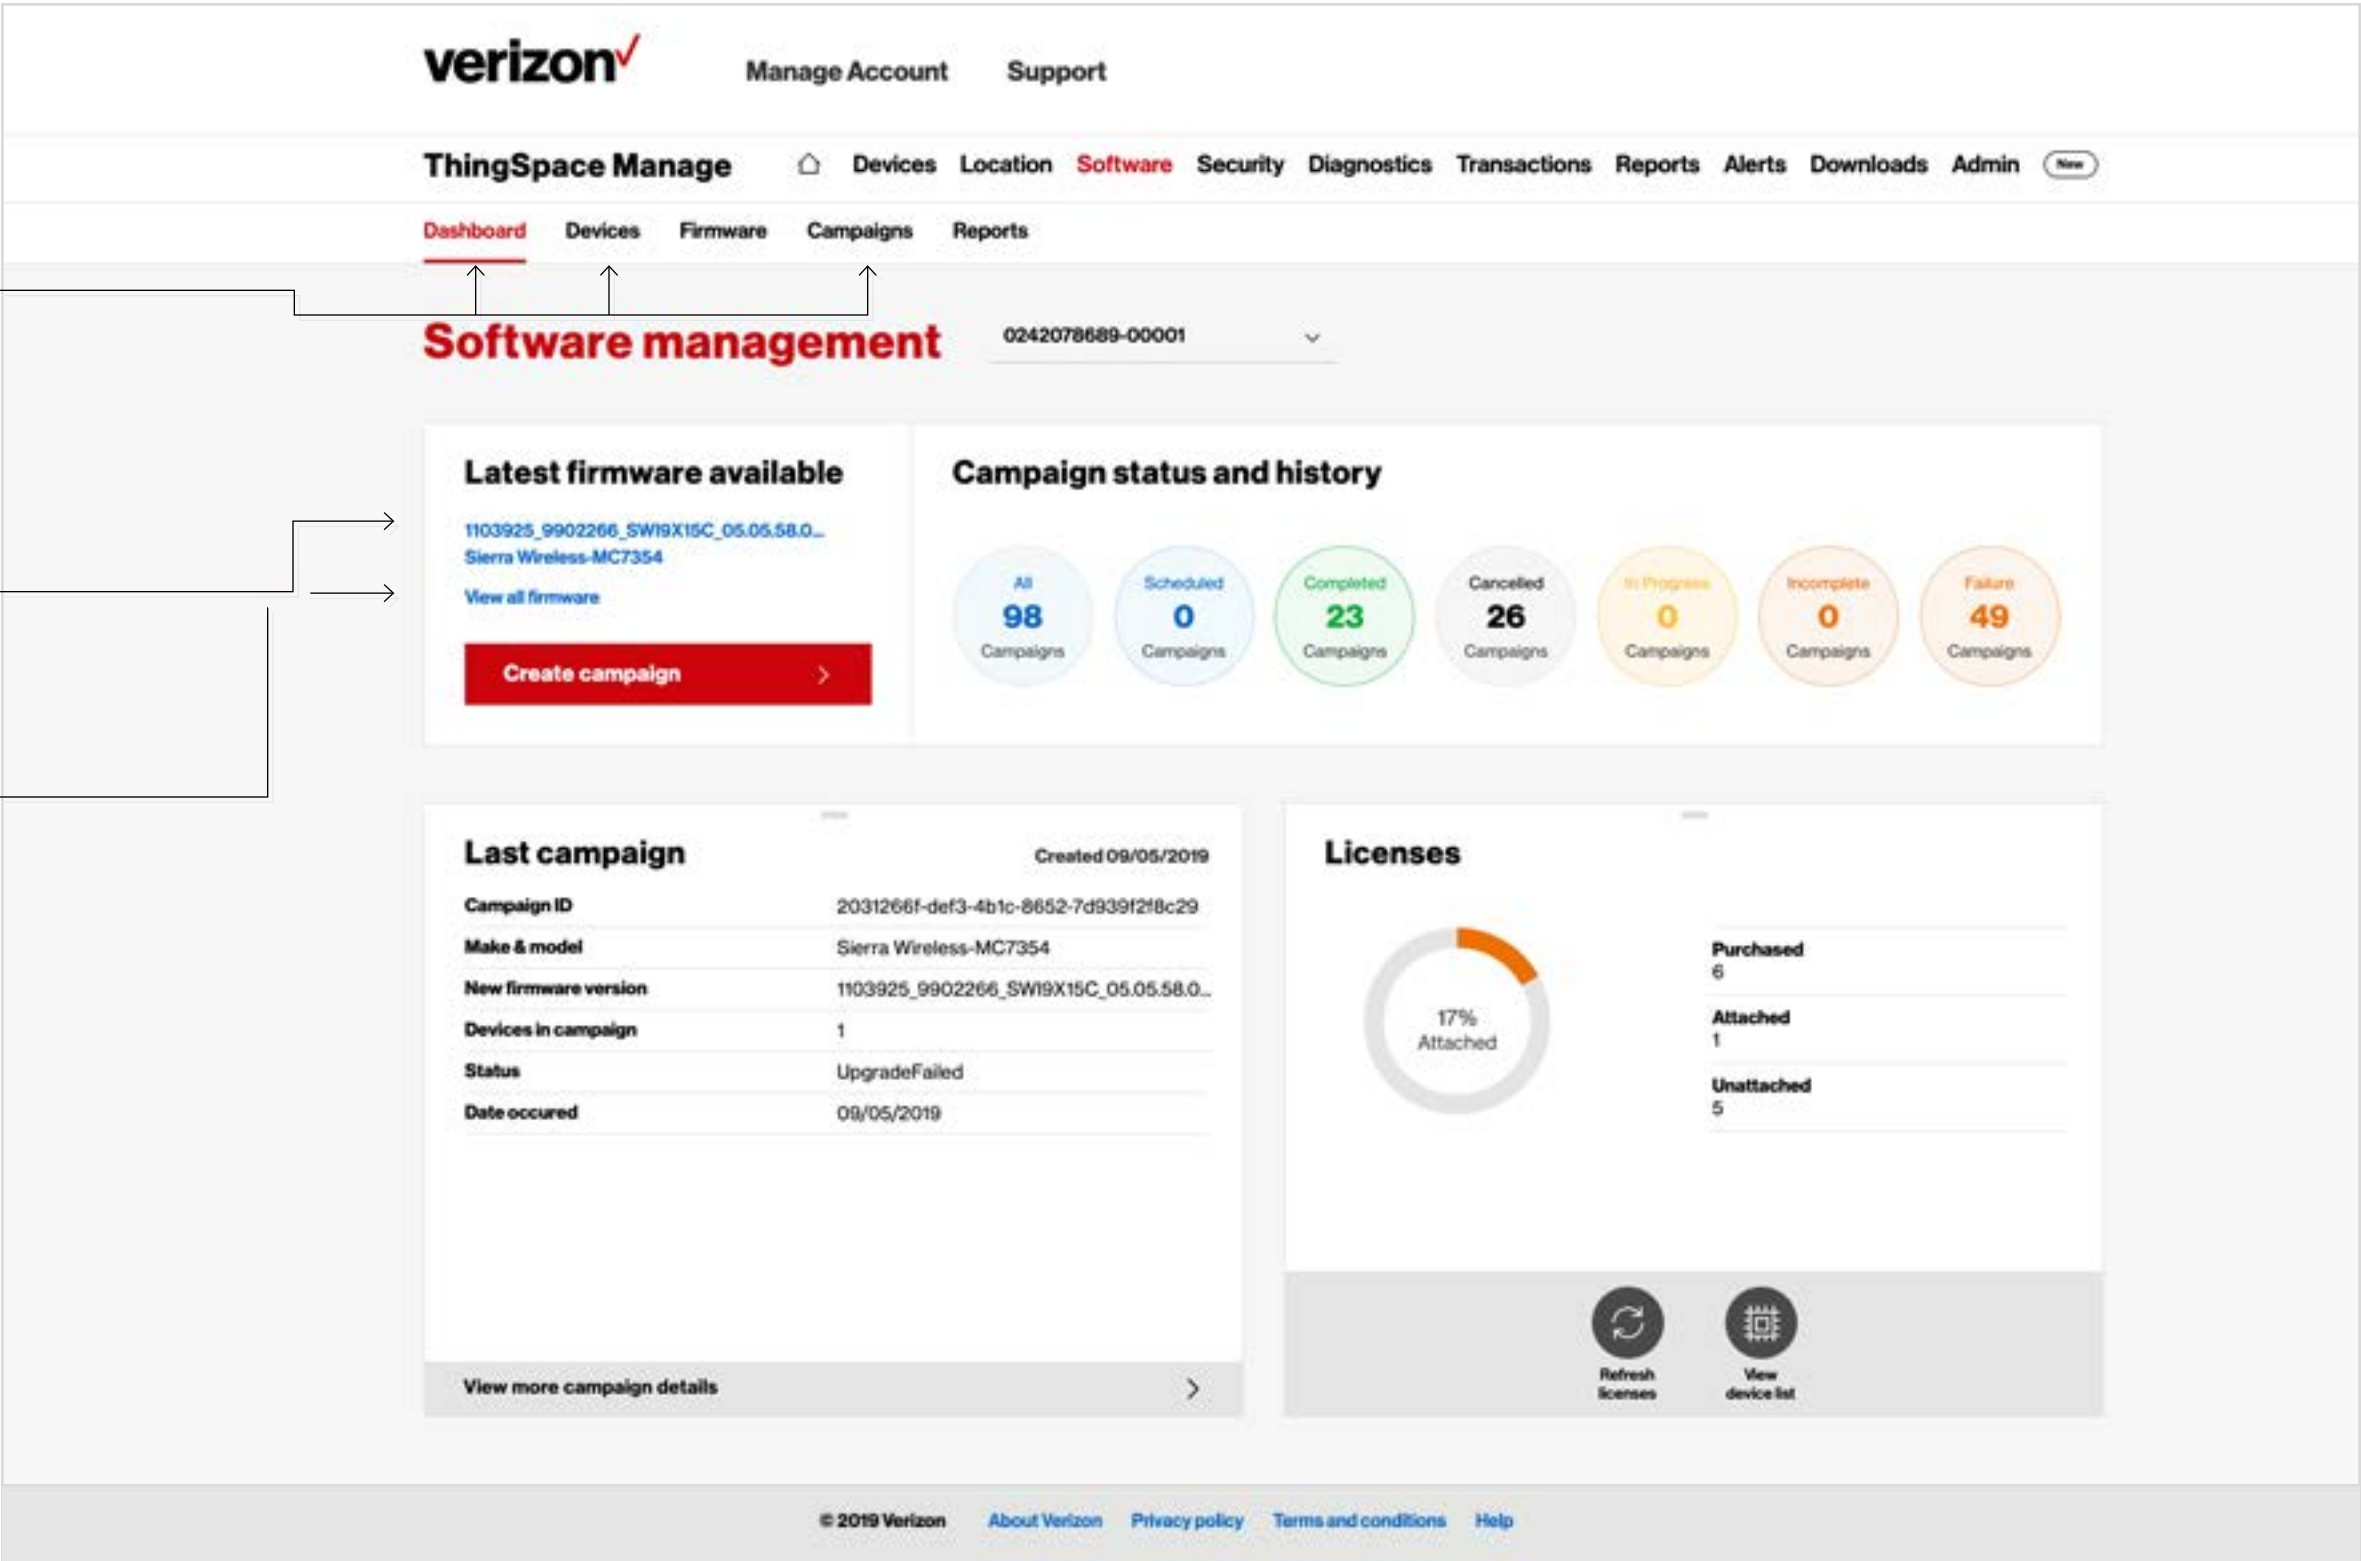 verizon
Manage Account Support
ThingSpace Manage Devices Location Software Security Diagnostics Transactions Reports Alerts Downloads Admin New
Dashboard Devices Firmware Campaigns Reports
Software management 0242078689-00001
Latest firmware available
1103925_9902266_SWI9X15C_05.05.58.0...
Sierra Wireless-MC7354
View all firmware
Create campaign
Campaign status and history
All Scheduled Completed Cancelled In Progress Incomplete Failure
98 0 23 26 0 0 49
Campaigns Campaigns Campaigns Campaigns Campaigns Campaigns Campaigns
Last campaign Created 09/05/2019
Campaign ID 2031266f-def3-4b1c-8652-7d939f2f8c29
Make & model Sierra Wireless-MC7354
New firmware version 1103925_9902266_SWI9X15C_05.05.58.0...
Devices in campaign 1
Status UpgradeFailed
Date occured 09/05/2019
View more campaign details
Licenses
17%
Attached
Purchased
6
Attached
1
Unattached
5
Refresh
licenses
View
device list
© 2019 Verizon About Verizon Privacy policy Terms and conditions Help